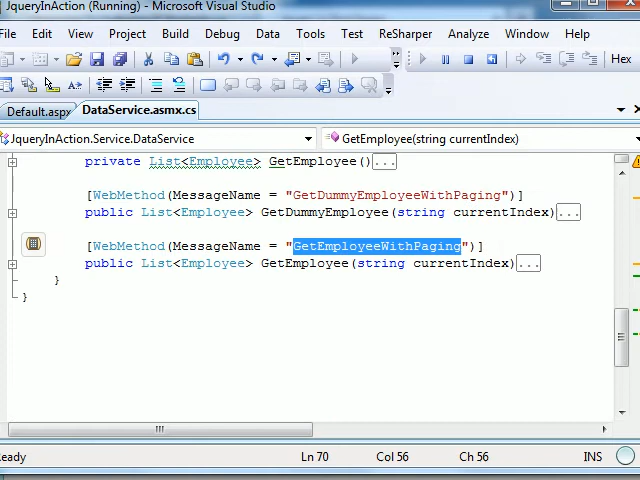 JqueryInAction (Running) - Microsoft Visual Studio
File Edit View Project Build Debug Data Tools Test ReSharper Analyze Window Help
Hex
Default.aspx DataService.asmx.cs
JqueryInAction.Service.DataService GetEmployee(string currentIndex)
private List<Employee> GetEmployee()...
[WebMethod(MessageName = "GetDummyEmployeeWithPaging")]
public List<Employee> GetDummyEmployee(string currentIndex)...
[WebMethod(MessageName = "GetEmployeeWithPaging")]
public List<Employee> GetEmployee(string currentIndex)...
}
}
Ready Ln 70 Col 56 Ch 56 INS